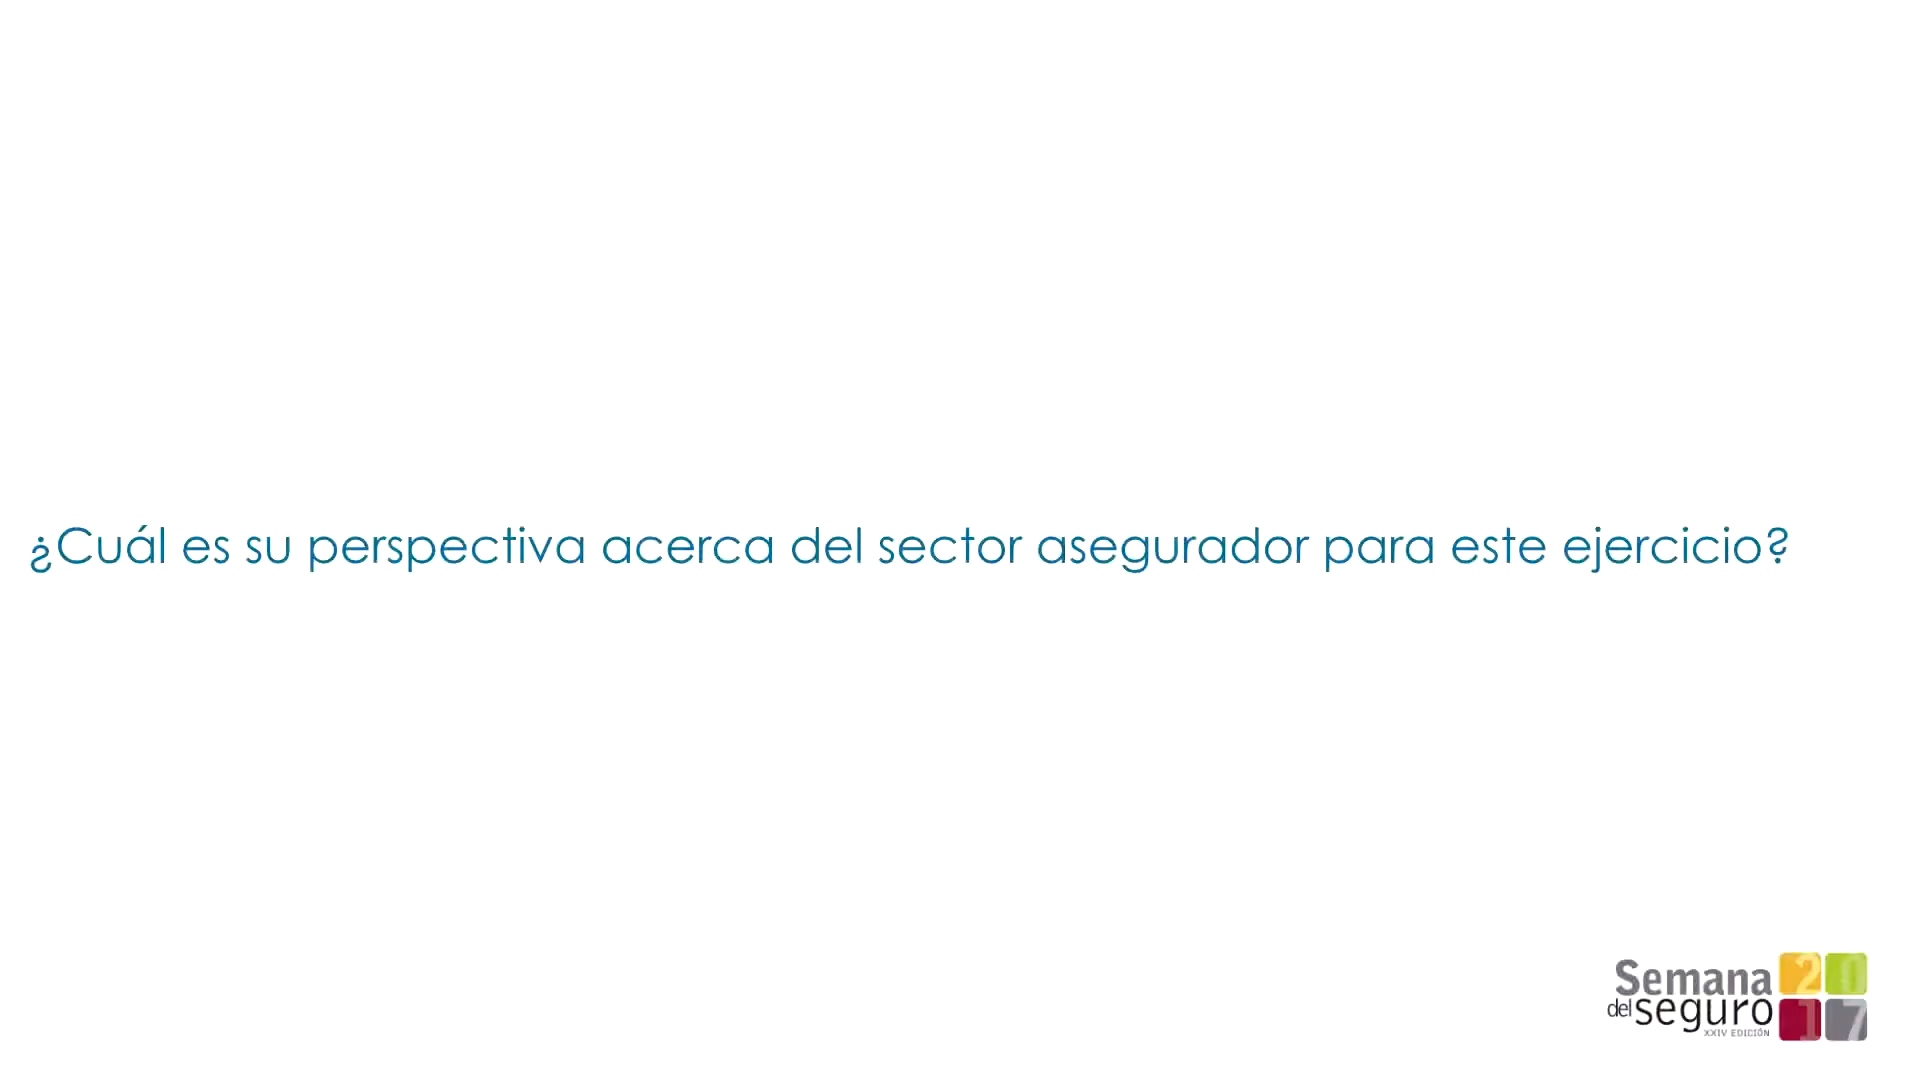 ¿Cuál es su perspectiva acerca del sector asegurador para este ejercicio?
Semana 20
del seguro 17
XXIV EDICIÓN